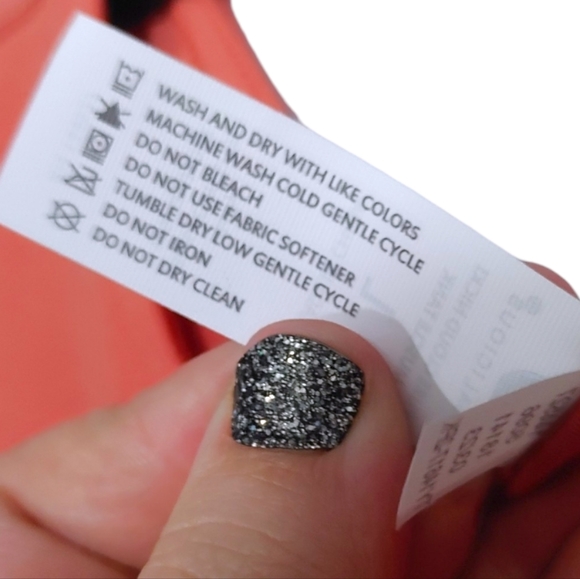 WASH AND DRY WITH LIKE COLORS
MACHINE WASH COLD GENTLE CYCLE
DO NOT BLEACH
DO NOT USE FABRIC SOFTENER
TUMBLE DRY LOW GENTLE CYCLE
DO NOT IRON
DO NOT DRY CLEAN